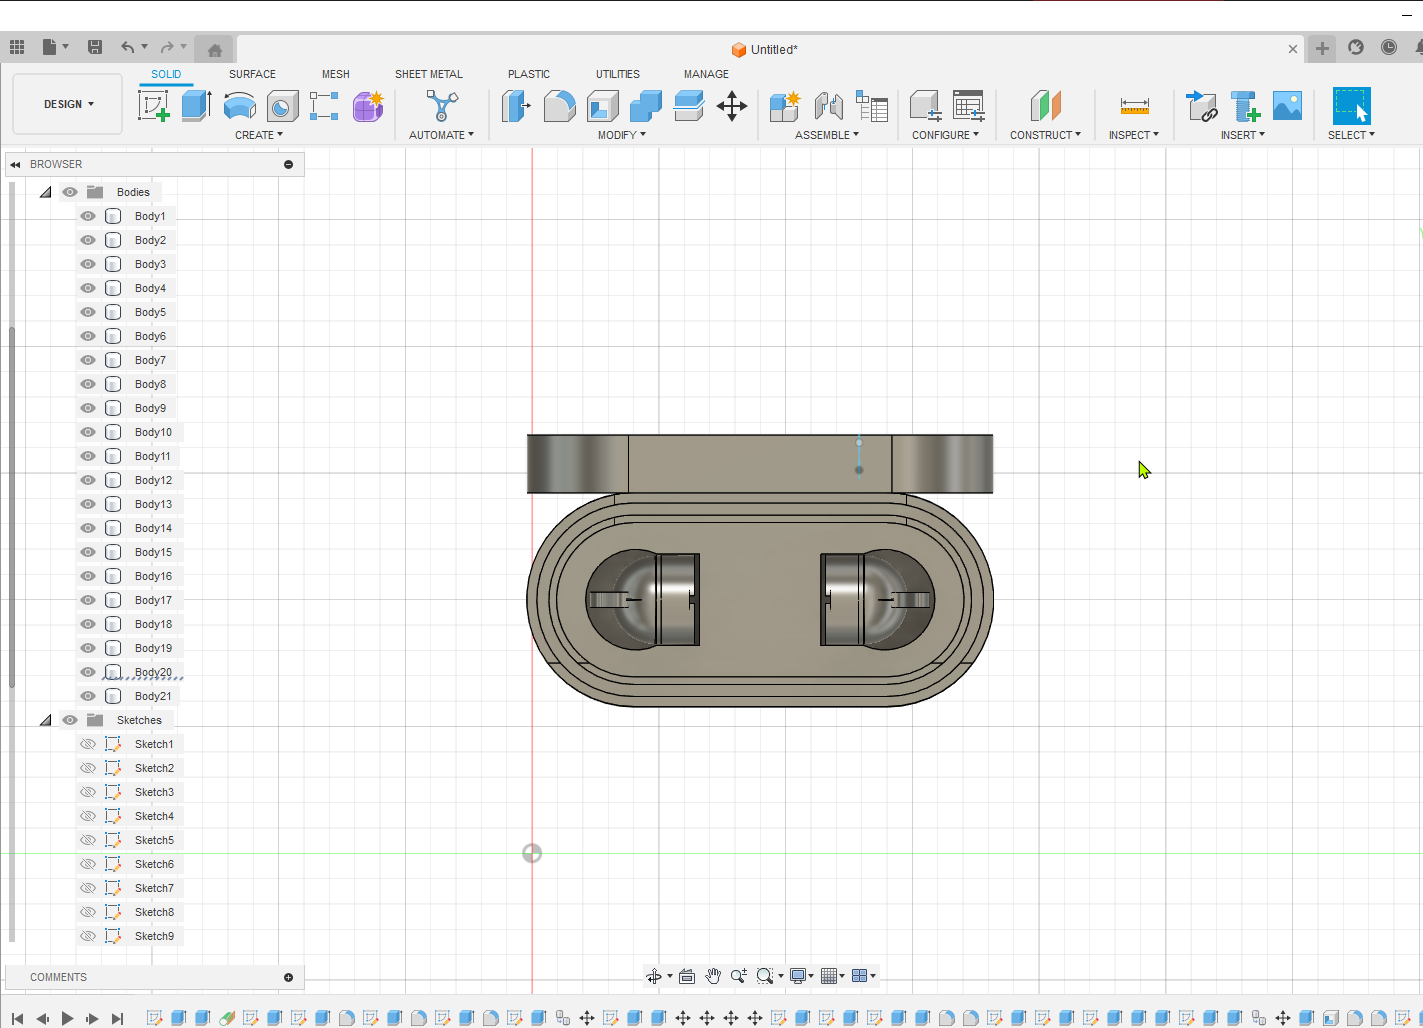 Untitled*
SOLID SURFACE MESH SHEET METAL PLASTIC UTILITIES MANAGE
DESIGN
CREATE AUTOMATE MODIFY ASSEMBLE CONFIGURE CONSTRUCT INSPECT INSERT SELECT
BROWSER
Bodies
Body1
Body2
Body3
Body4
Body5
Body6
Body7
Body8
Body9
Body10
Body11
Body12
Body13
Body14
Body15
Body16
Body17
Body18
Body19
Body20
Body21
Sketches
Sketch1
Sketch2
Sketch3
Sketch4
Sketch5
Sketch6
Sketch7
Sketch8
Sketch9
COMMENTS